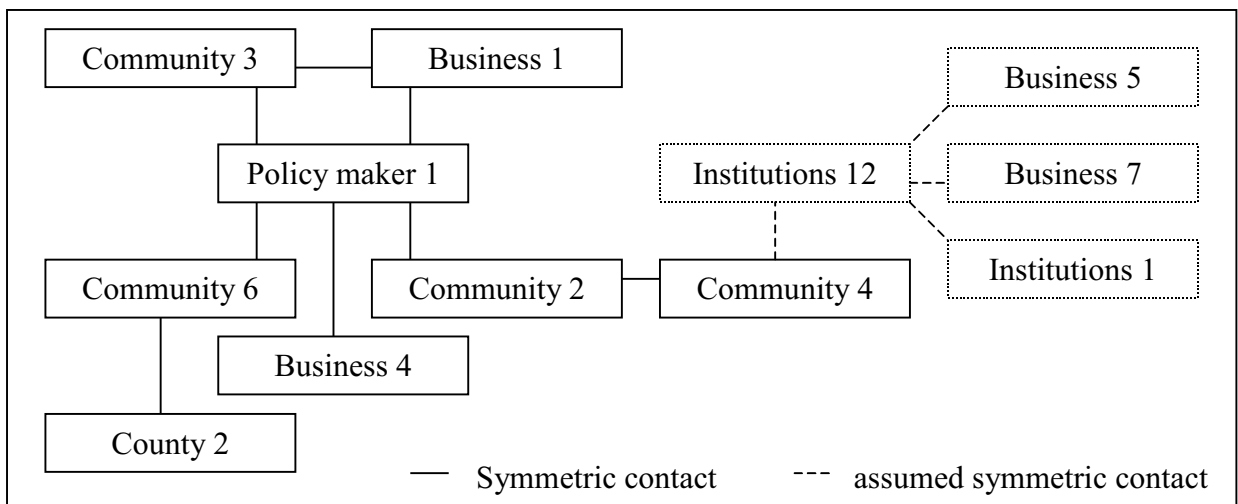 Community 3
Business 1
Business 5
Policy maker 1
Institutions 12
Business 7
Community 6
Community 2
Community 4
Institutions 1
Business 4
County 2
Symmetric contact
assumed symmetric contact